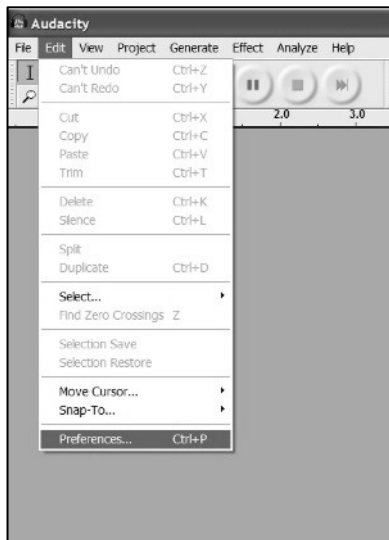 Audacity
File Edit View Project Generate Effect Analyze Help
Can't Undo Ctrl+Z
Can't Redo Ctrl+Y
2.0 3.0
Cut Ctrl+X
Copy Ctrl+C
Paste Ctrl+V
Trim Ctrl+T
Delete Ctrl+K
Silence Ctrl+L
Split
Duplicate Ctrl+D
Select...
Find Zero Crossings Z
Selection Save
Selection Restore
Move Cursor...
Snap-To...
Preferences... Ctrl+P